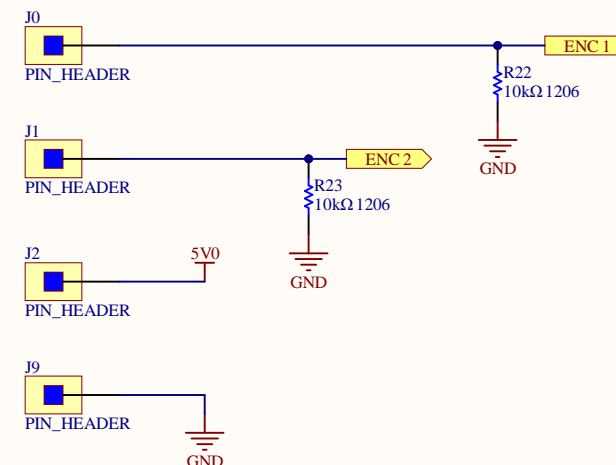 J0
PIN_HEADER
ENC 1
R22
10kΩ 1206
GND
J1
PIN_HEADER
ENC 2
R23
10kΩ 1206
GND
J2
PIN_HEADER
5V0
J9
PIN_HEADER
GND